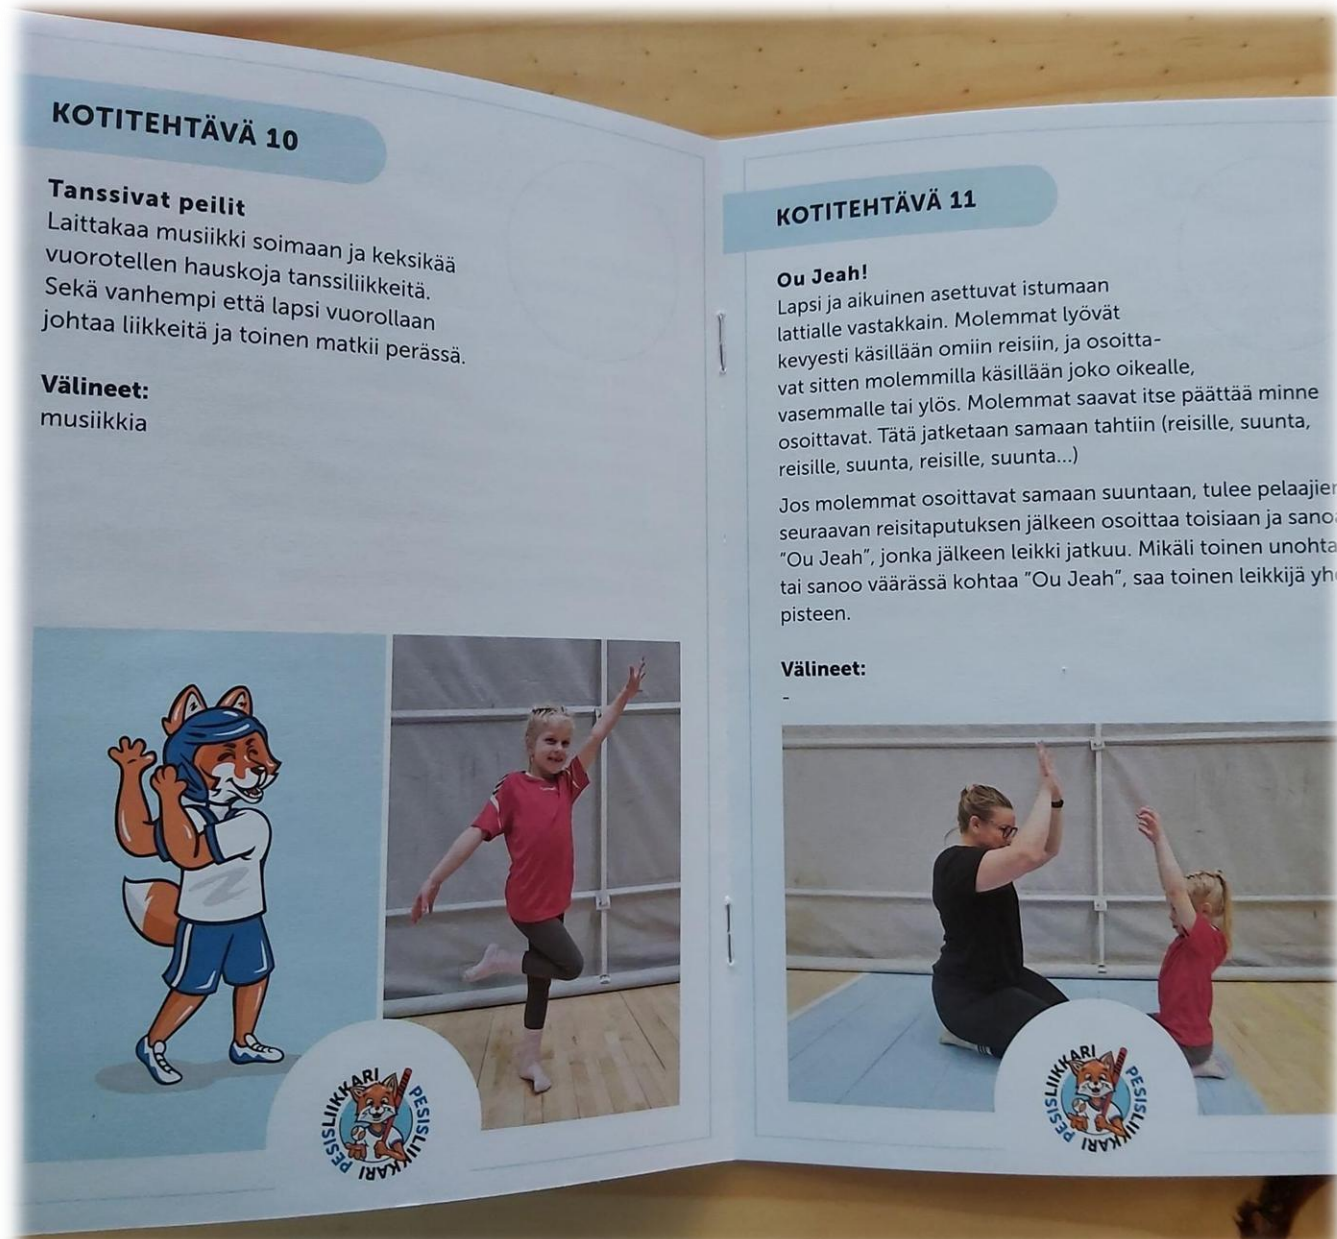 KOTITEHTÄVÄ 10
Tanssivat peilit
Laittakaa musiikki soimaan ja keksikää
vuorotellen hauskoja tanssiliikkeitä.
Sekä vanhempi että lapsi vuorollaan
johtaa liikkeitä ja toinen matkii perässä.
Välineet:
musiikkia
PESISLIIKKARI PESISLIIKKARI
KOTITEHTÄVÄ 11
Ou Jeah!
Lapsi ja aikuinen asettuvat istumaan
lattialle vastakkain. Molemmat lyövät
kevyesti käsillään omiin reisiin, ja osoitta-
vat sitten molemmilla käsillään joko oikealle,
vasemmalle tai ylös. Molemmat saavat itse päättää minne
osoittavat. Tätä jatketaan samaan tahtiin (reisille, suunta,
reisille, suunta, reisille, suunta...)
Jos molemmat osoittavat samaan suuntaan, tulee
seuraavan reisitaputuksen jälkeen osoittaa toisiaan ja
"Ou Jeah", jonka jälkeen leikki jatkuu. Mikäli toinen
tai sanoo väärässä kohtaa "Ou Jeah", saa toinen leikkijä
pisteen.
Välineet:
-
PESISLIIKKARI PESISLIIKKARI